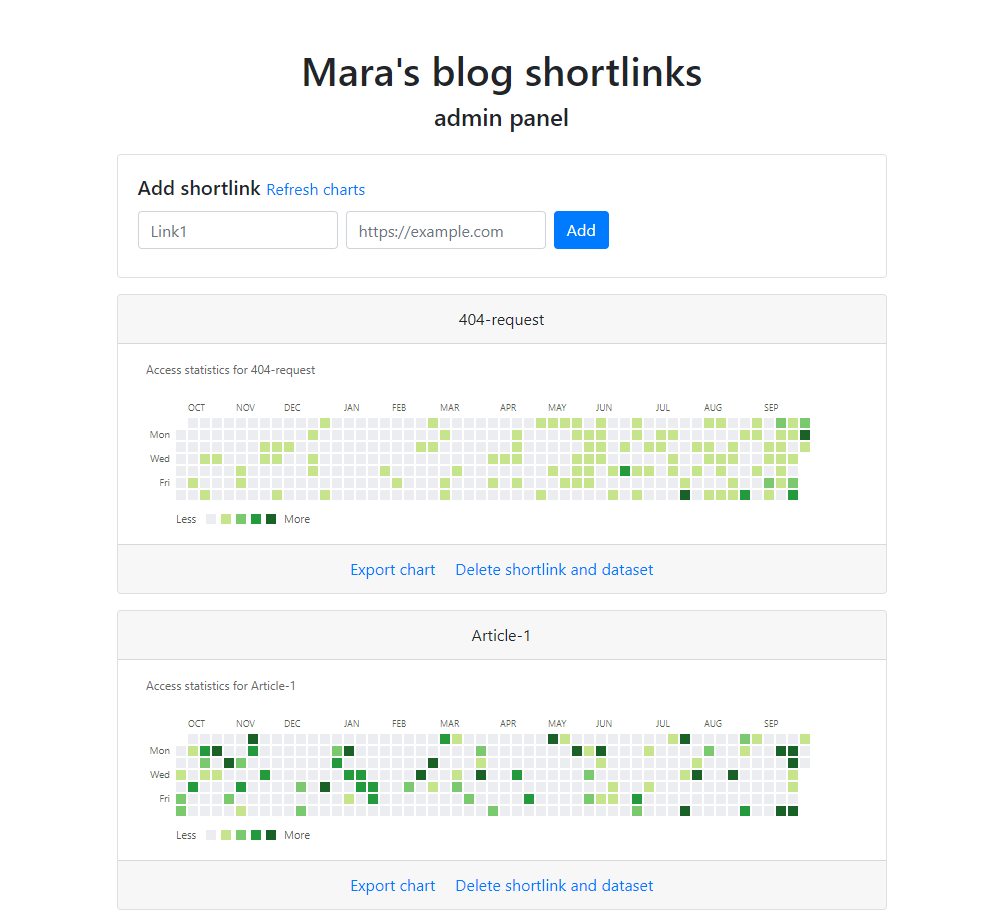 Mara's blog shortlinks
admin panel
Add shortlink Refresh charts
Link1 https://example.com Add
404-request
Access statistics for 404-request
OCT NOV DEC JAN FEB MAR APR MAY JUN JUL AUG SEP
Mon
Wed
Fri
Less More
Export chart Delete shortlink and dataset
Article-1
Access statistics for Article-1
OCT NOV DEC JAN FEB MAR APR MAY JUN JUL AUG SEP
Mon
Wed
Fri
Less More
Export chart Delete shortlink and dataset